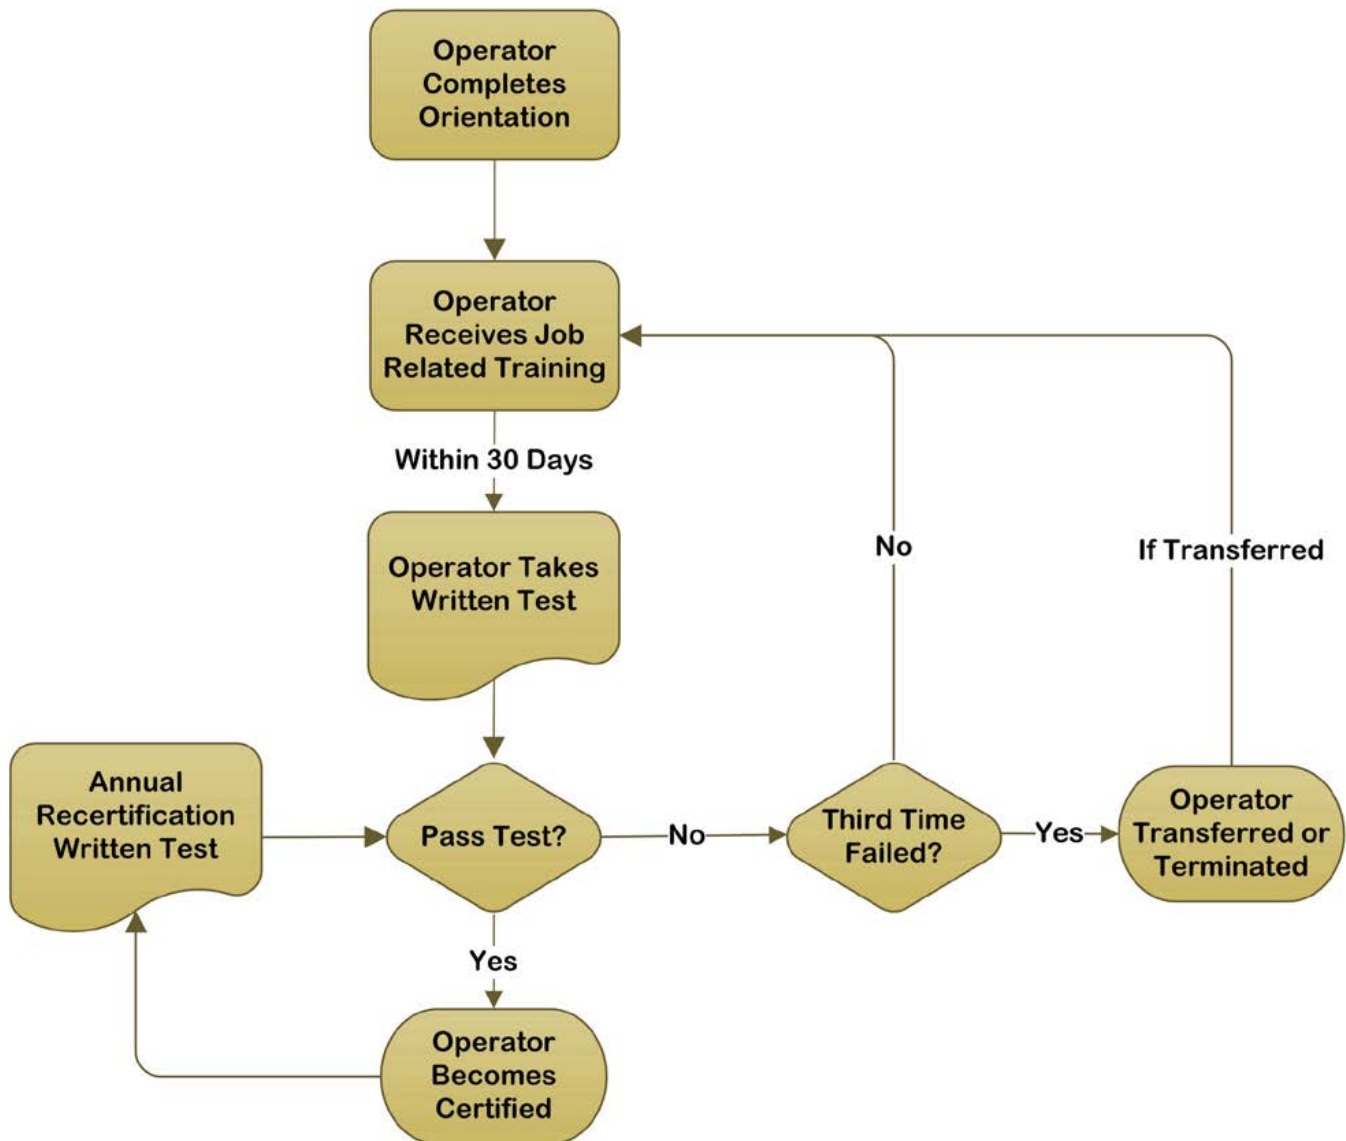 Operator
Completes
Orientation
Operator
Receives Job
Related Training
Within 30 Days
No
If Transferred
Operator Takes
Written Test
Annual
Recertification
Written Test
Pass Test?
No
Third Time
Failed?
Yes
Operator
Transferred or
Terminated
Yes
Operator
Becomes
Certified